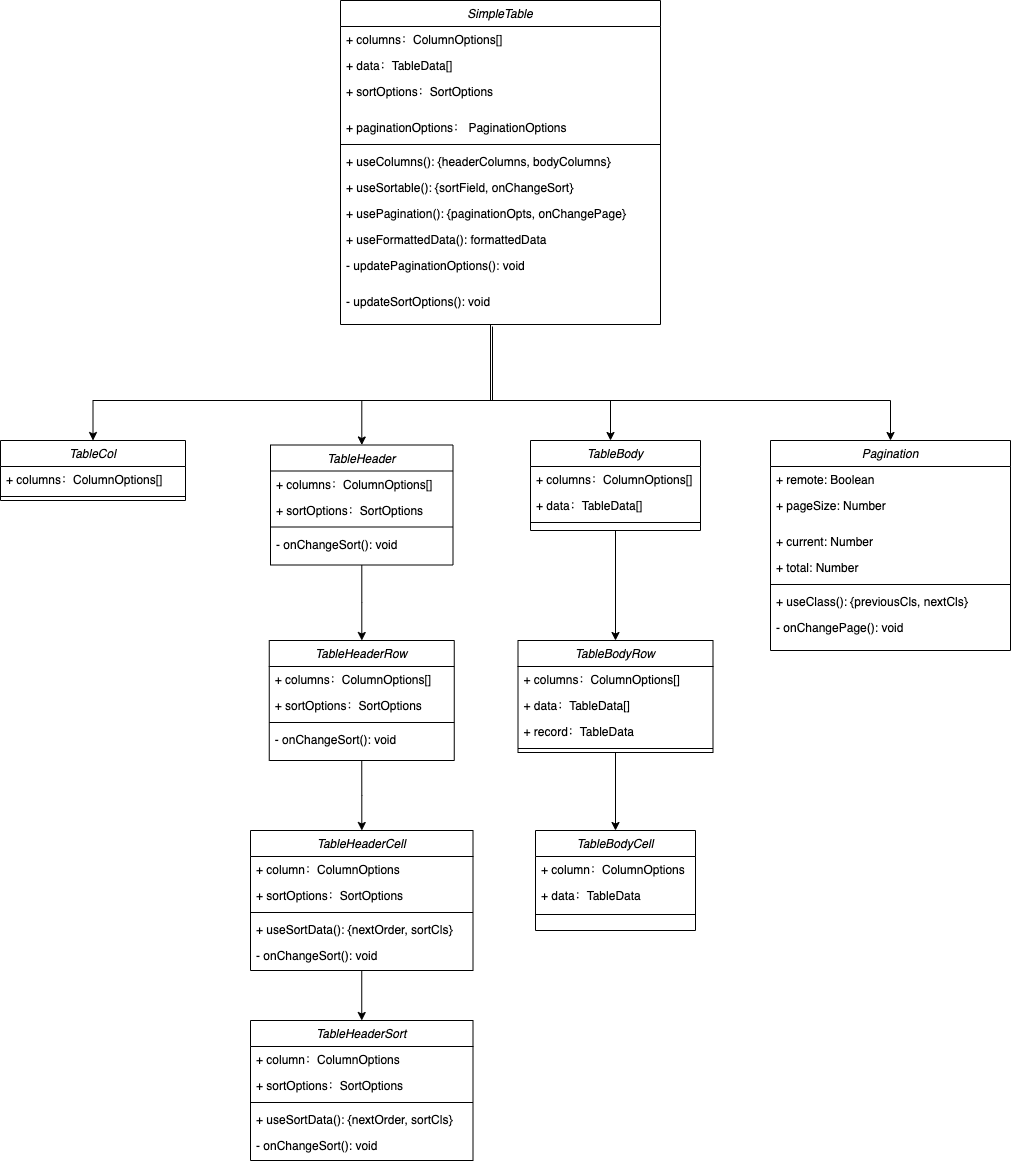 SimpleTable
+ columns：ColumnOptions[]
+ data：TableData[]
+ sortOptions：SortOptions
+ paginationOptions： PaginationOptions
+ useColumns(): {headerColumns, bodyColumns}
+ useSortable(): {sortField, onChangeSort}
+ usePagination(): {paginationOpts, onChangePage}
+ useFormattedData(): formattedData
- updatePaginationOptions(): void
- updateSortOptions(): void
TableCol
+ columns：ColumnOptions[]
TableHeader
+ columns：ColumnOptions[]
+ sortOptions：SortOptions
- onChangeSort(): void
TableBody
+ columns：ColumnOptions[]
+ data：TableData[]
Pagination
+ remote: Boolean
+ pageSize: Number
+ current: Number
+ total: Number
+ useClass(): {previousCls, nextCls}
- onChangePage(): void
TableHeaderRow
+ columns：ColumnOptions[]
+ sortOptions：SortOptions
- onChangeSort(): void
TableBodyRow
+ columns：ColumnOptions[]
+ data：TableData[]
+ record：TableData
TableHeaderCell
+ column：ColumnOptions
+ sortOptions：SortOptions
+ useSortData(): {nextOrder, sortCls}
- onChangeSort(): void
TableBodyCell
+ column：ColumnOptions
+ data：TableData
TableHeaderSort
+ column：ColumnOptions
+ sortOptions：SortOptions
+ useSortData(): {nextOrder, sortCls}
- onChangeSort(): void